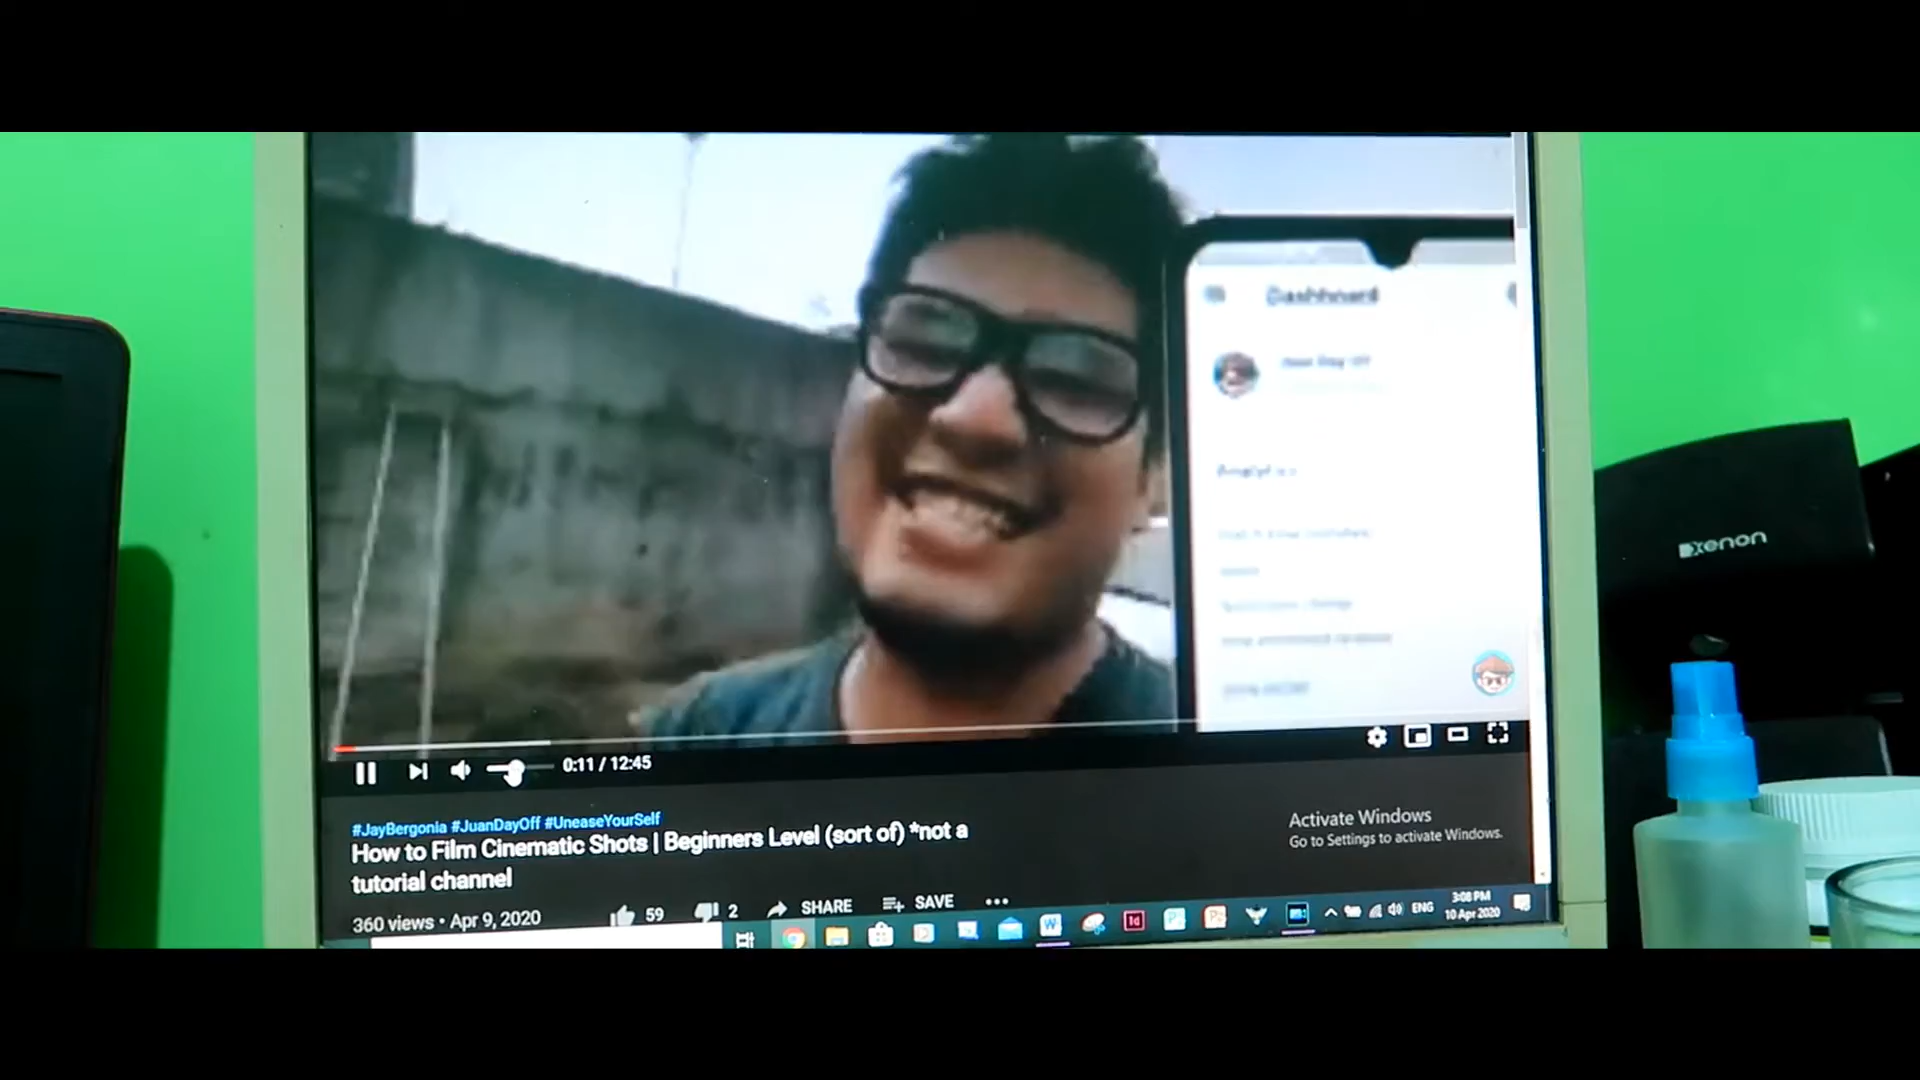 Dashboard
Analytics
xenon
0:11 / 12:45
#JayBergonia #JuanDayOff #UneaseYourSelf
How to Film Cinematic Shots | Beginners Level (sort of) *not a
tutorial channel
Activate Windows
Go to Settings to activate Windows.
360 views • Apr 9, 2020
59
2
SHARE
SAVE
ENG
3:08 PM
10 Apr 2020